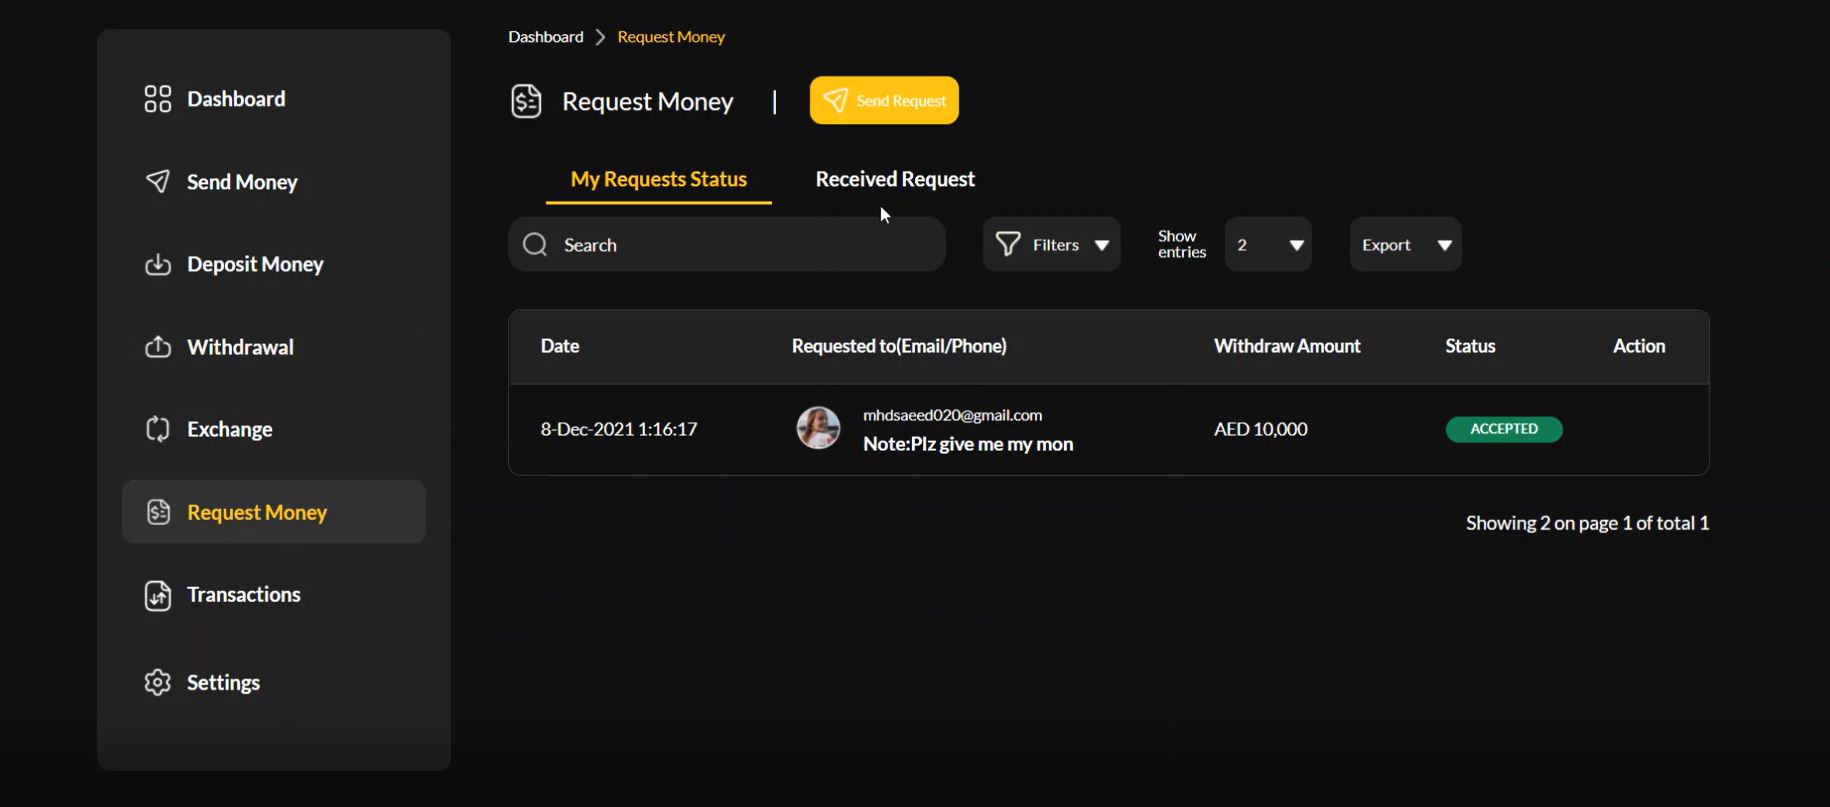 Dashboard
Send Money
Deposit Money
Withdrawal
Exchange
Request Money
Transactions
Settings
Dashboard > Request Money
Request Money | Send Request
My Requests Status Received Request
Search Filters Show entries 2 Export
Date Requested to(Email/Phone) Withdraw Amount Status Action
8-Dec-2021 1:16:17 mhdsaeed020@gmail.com AED 10,000 ACCEPTED
Note:Plz give me my mon
Showing 2 on page 1 of total 1